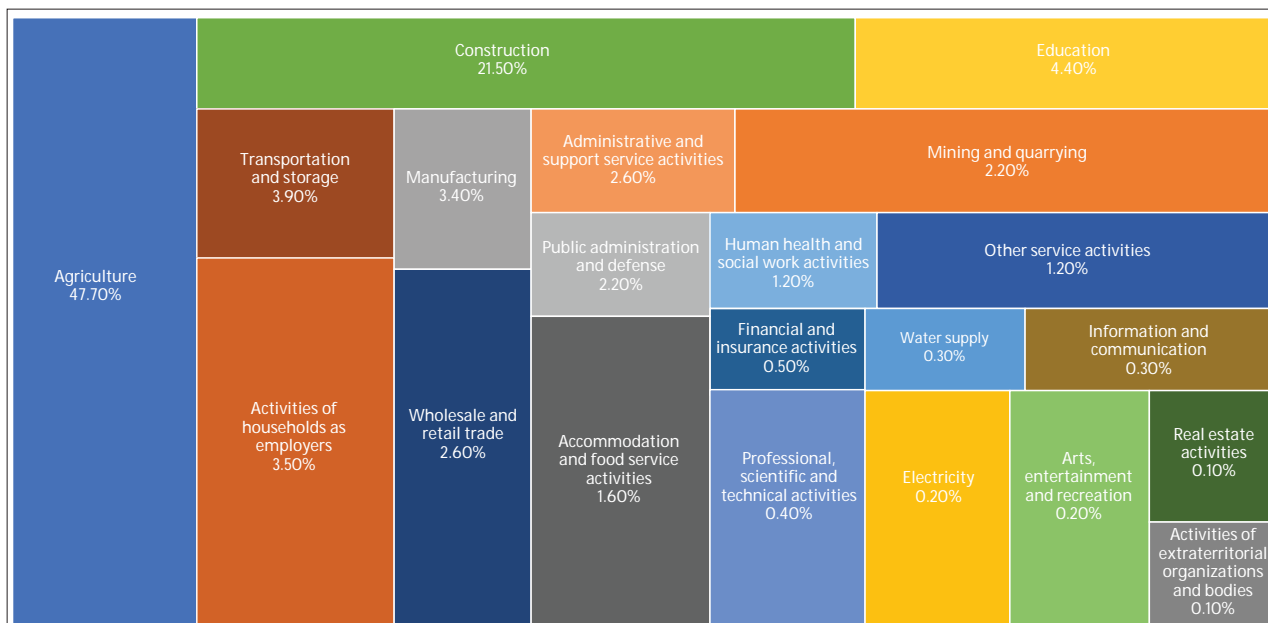 Agriculture
47.70%
Construction
21.50%
Education
4.40%
Transportation
and storage
3.90%
Manufacturing
3.40%
Administrative and
support service activities
2.60%
Mining and quarrying
2.20%
Public administration
and defense
2.20%
Human health and
social work activities
1.20%
Other service activities
1.20%
Activities of
households as
employers
3.50%
Wholesale and
retail trade
2.60%
Accommodation
and food service
activities
1.60%
Financial and
insurance activities
0.50%
Water supply
0.30%
Information and
communication
0.30%
Professional,
scientific and
technical activities
0.40%
Electricity
0.20%
Arts,
entertainment
and recreation
0.20%
Real estate
activities
0.10%
Activities of
extraterritorial
organizations
and bodies
0.10%